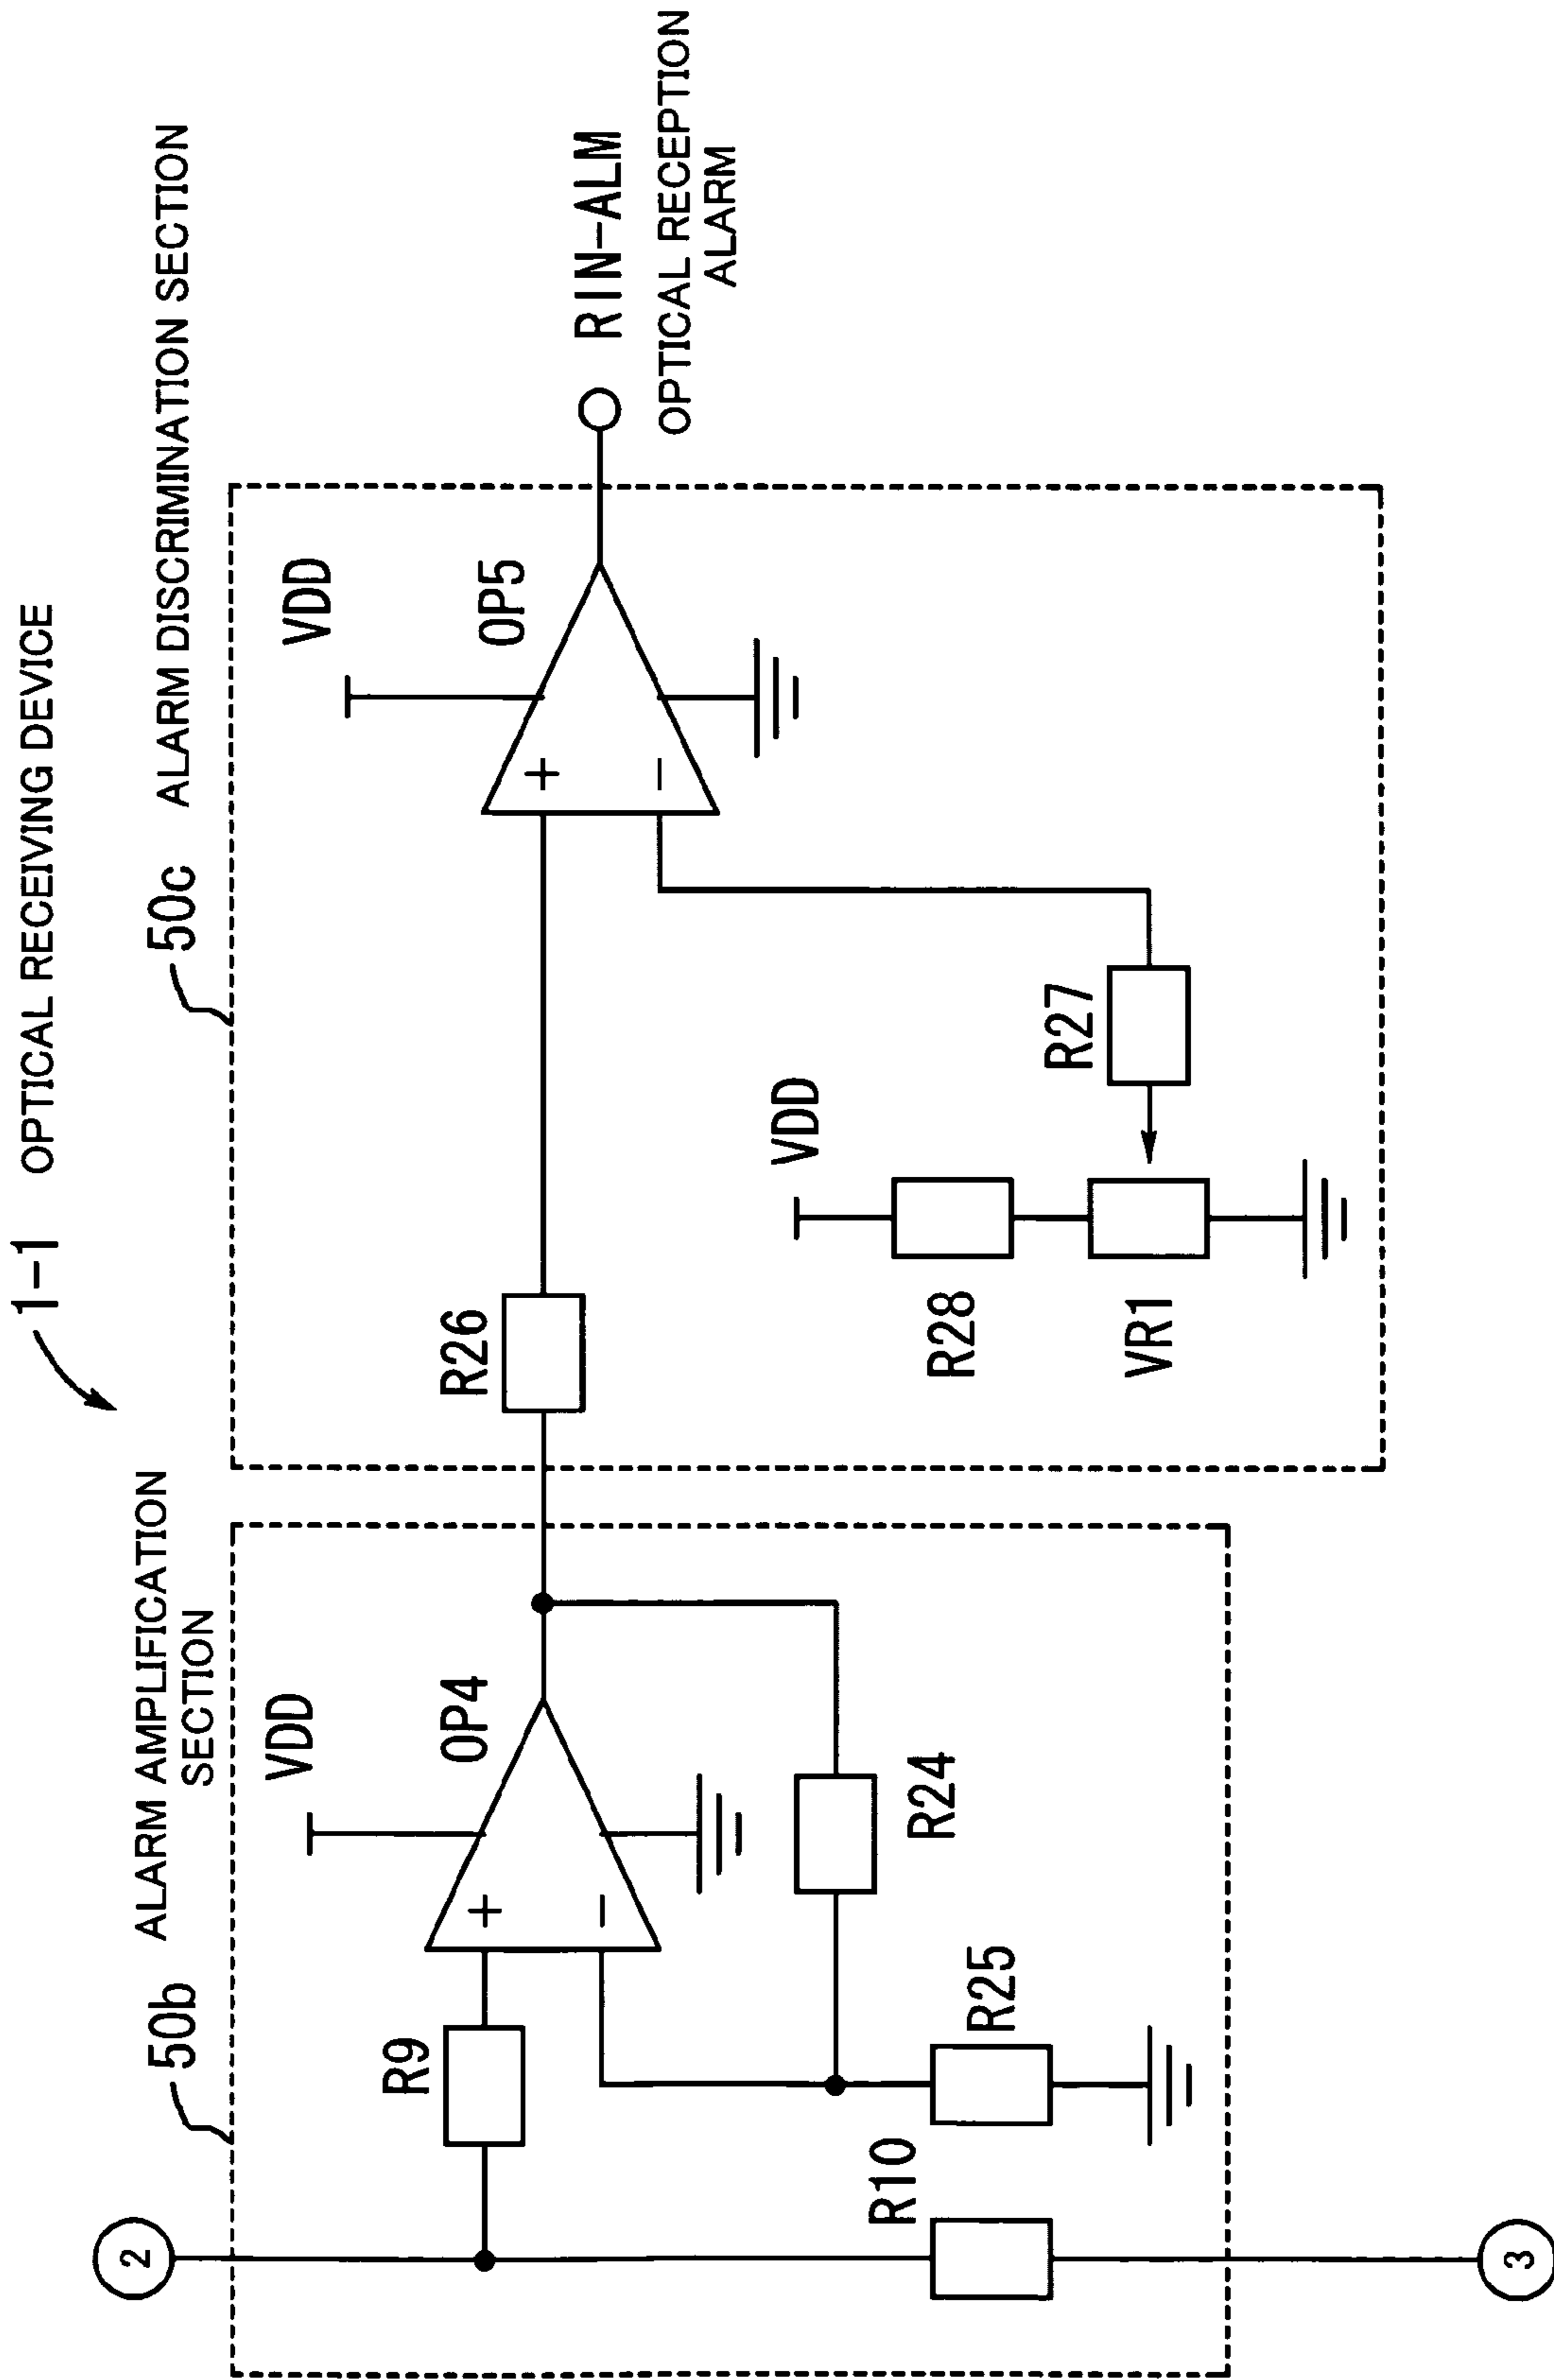 1-1 OPTICAL RECEIVING DEVICE
50b ALARM AMPLIFICATION
SECTION
50c ALARM DISCRIMINATION SECTION
2
VDD
OP4
+
−
R9
R24
R25
R10
3
R26
VDD
OP5
+
−
VDD
R28
VR1
R27
RIN-ALM
OPTICAL RECEPTION
ALARM